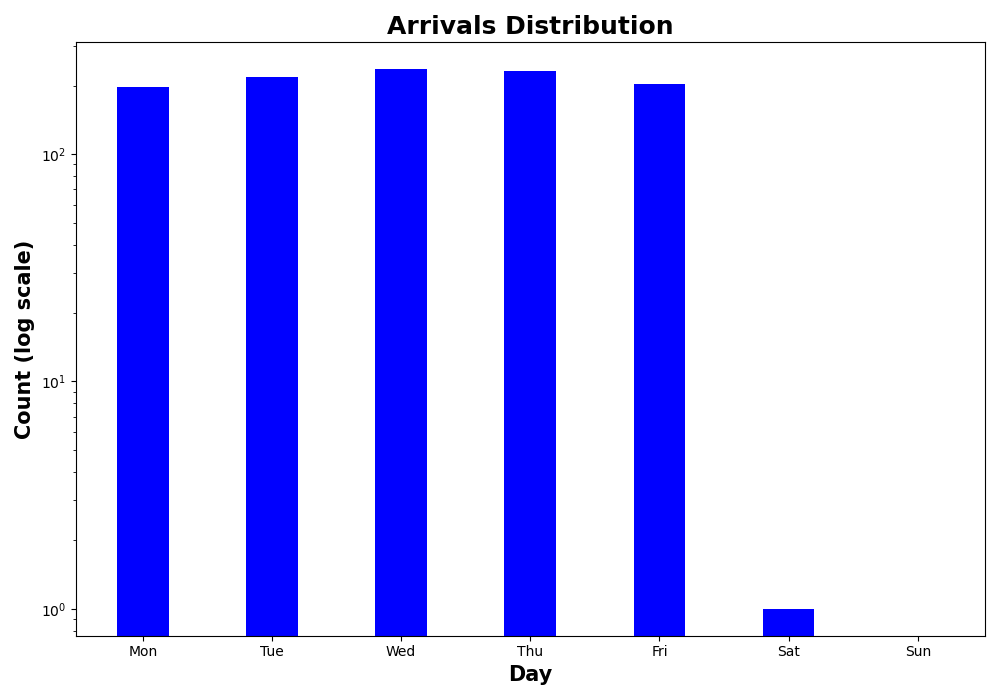 Arrivals Distribution
Count (log scale)
10²
10¹
10⁰
Mon Tue Wed Thu Fri Sat Sun
Day